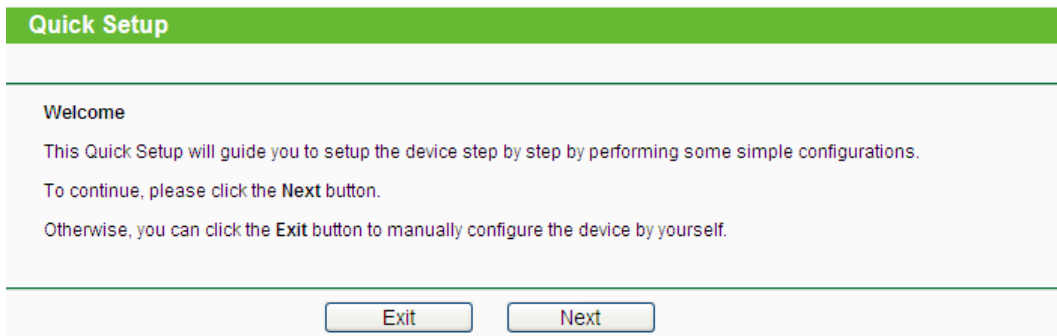 Quick Setup
Welcome
This Quick Setup will guide you to setup the device step by step by performing some simple configurations.
To continue, please click the Next button.
Otherwise, you can click the Exit button to manually configure the device by yourself.
Exit Next